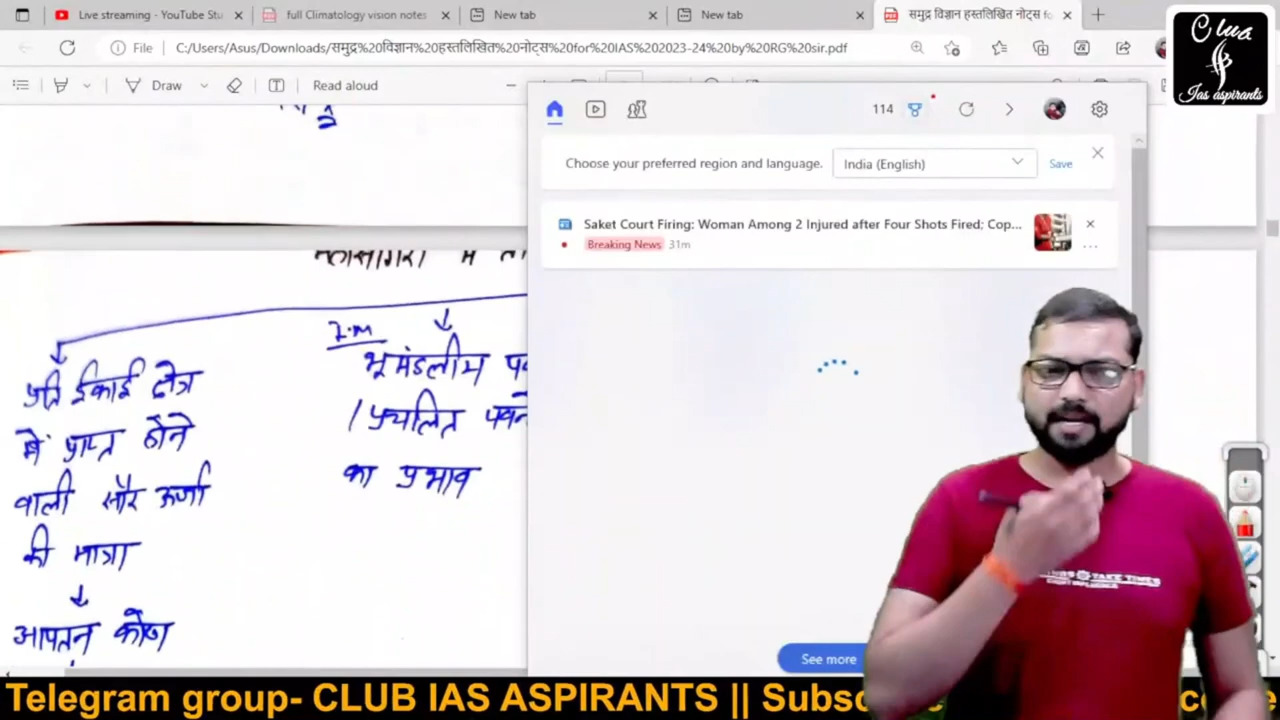 Live streaming - YouTube Stu
full Climatology vision notes
New tab
New tab
समुद्र विज्ञान हस्तलिखित नोट्स fo
File
C:/Users/Asus/Downloads/समुद्र%20विज्ञान%20हस्तलिखित%20नोट्स%20for%20IAS%202023-24%20by%20RG%20sir.pdf
Draw
Read aloud
Club
Ias aspirants
114
Choose your preferred region and language.
India (English)
Save
Saket Court Firing: Woman Among 2 Injured after Four Shots Fired; Cop...
Breaking News 31m
प्रति ईकाई क्षेत्र
में प्राप्त होने
वाली सौर ऊर्जा
की मात्रा
आपतन कोण
I.M
भूमंडलीय
/ प्रचलित
का प्रभाव
See more
Telegram group- CLUB IAS ASPIRANTS || Subsc